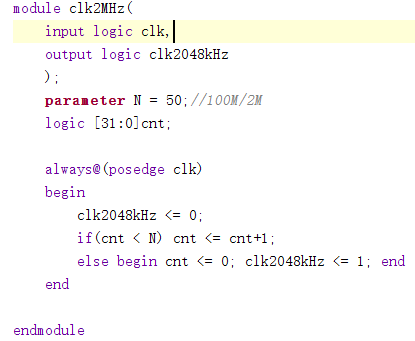 module clk2MHz(
input logic clk,
output logic clk2048kHz
);
parameter N = 50;//100M/2M
logic [31:0]cnt;
always@(posedge clk)
begin
clk2048kHz <= 0;
if(cnt < N) cnt <= cnt+1;
else begin cnt <= 0; clk2048kHz <= 1; end
end
endmodule